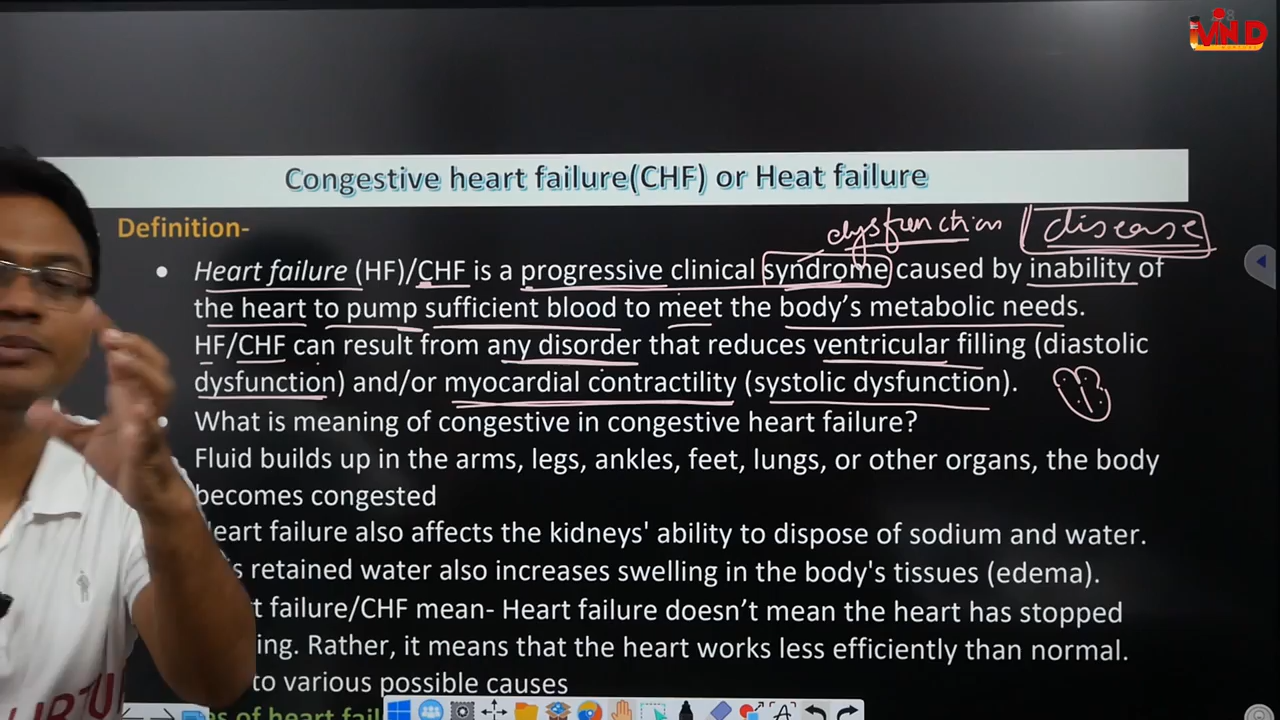 Congestive heart failure(CHF) or Heat failure
Definition-
dysfunction disease
Heart failure (HF)/CHF is a progressive clinical syndrome caused by inability of
the heart to pump sufficient blood to meet the body's metabolic needs.
HF/CHF can result from any disorder that reduces ventricular filling (diastolic
dysfunction) and/or myocardial contractility (systolic dysfunction).
What is meaning of congestive in congestive heart failure?
Fluid builds up in the arms, legs, ankles, feet, lungs, or other organs, the body
becomes congested
Heart failure also affects the kidneys' ability to dispose of sodium and water.
retained water also increases swelling in the body's tissues (edema).
failure/CHF mean- Heart failure doesn't mean the heart has stopped
Rather, it means that the heart works less efficiently than normal.
to various possible causes
of heart